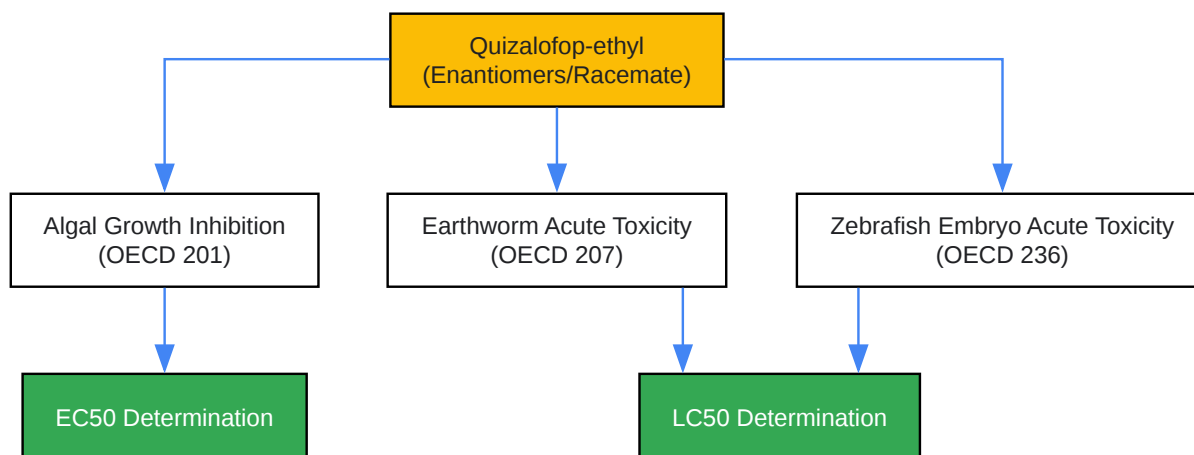 Quizalofop-ethyl
(Enantiomers/Racemate)
Algal Growth Inhibition
(OECD 201)
Earthworm Acute Toxicity
(OECD 207)
Zebrafish Embryo Acute Toxicity
(OECD 236)
EC50 Determination
LC50 Determination